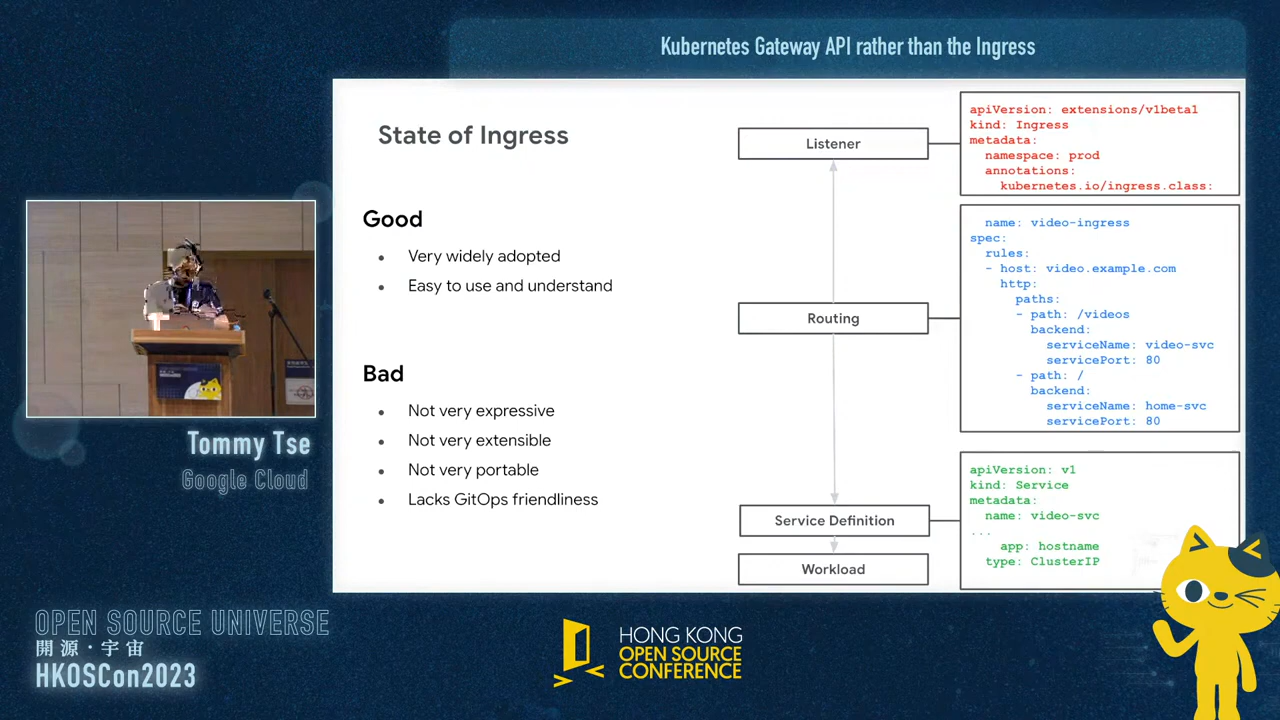 Kubernetes Gateway API rather than the Ingress
State of Ingress
Good
• Very widely adopted
• Easy to use and understand
Bad
• Not very expressive
• Not very extensible
• Not very portable
• Lacks GitOps friendliness
Listener
Routing
Service Definition
Workload
apiVersion: extensions/v1beta1
kind: Ingress
metadata:
  namespace: prod
  annotations:
    kubernetes.io/ingress.class:
  name: video-ingress
spec:
  rules:
  - host: video.example.com
    http:
      paths:
      - path: /videos
        backend:
          serviceName: video-svc
          servicePort: 80
      - path: /
        backend:
          serviceName: home-svc
          servicePort: 80
apiVersion: v1
kind: Service
metadata:
  name: video-svc
...
    app: hostname
  type: ClusterIP
Tommy Tse
Google Cloud
OPEN SOURCE UNIVERSE
開源·宇宙
HKOSCon2023
HONG KONG
OPEN SOURCE
CONFERENCE